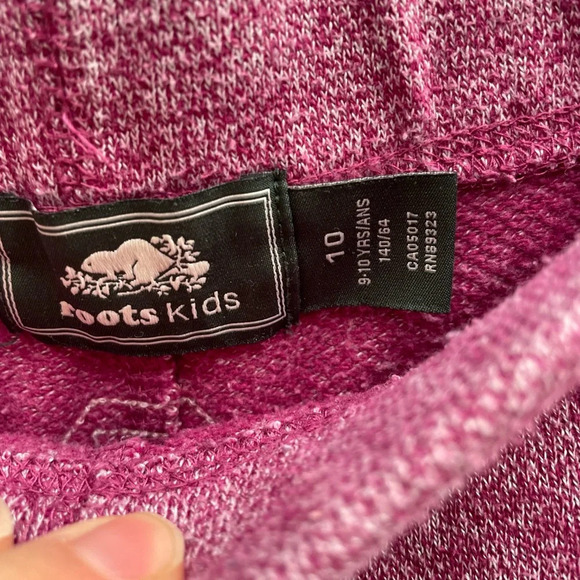 roots kids
10
9-10 YRS/ANS
140/64
CA05017
RN89323